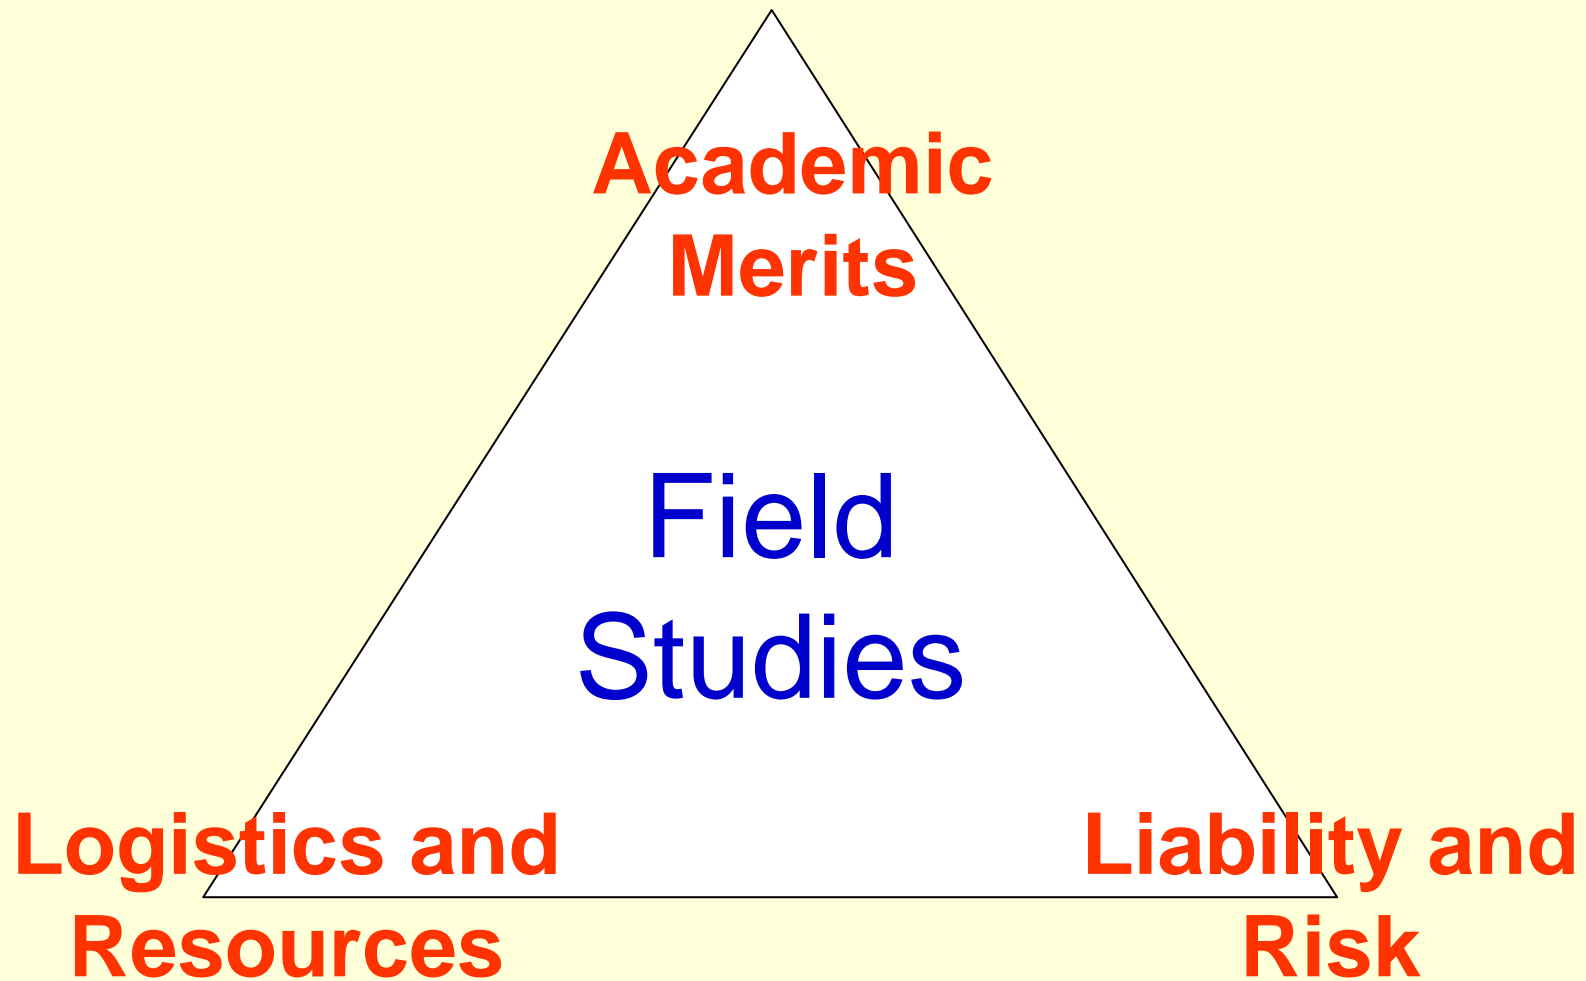 Academic
Merits
Field
Studies
Logistics and
Resources
Liability and
Risk